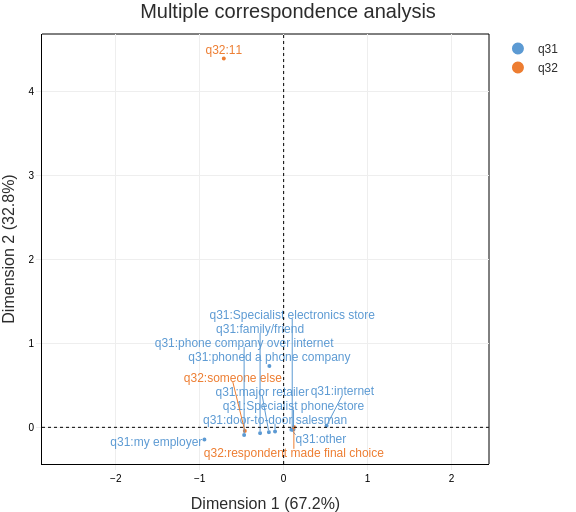 Multiple correspondence analysis
q31
q32
q32:11
4
3
2
1
0
Dimension 2 (32.8%)
q31:Specialist electronics store
q31:family/friend
q31:phone company over internet
q31:phoned a phone company
q32:someone else
q31:major retailer
q31:internet
q31:Specialist phone store
q31:door-to-door salesman
q31:my employer
q31:other
q32:respondent made final choice
−2
−1
0
1
2
Dimension 1 (67.2%)